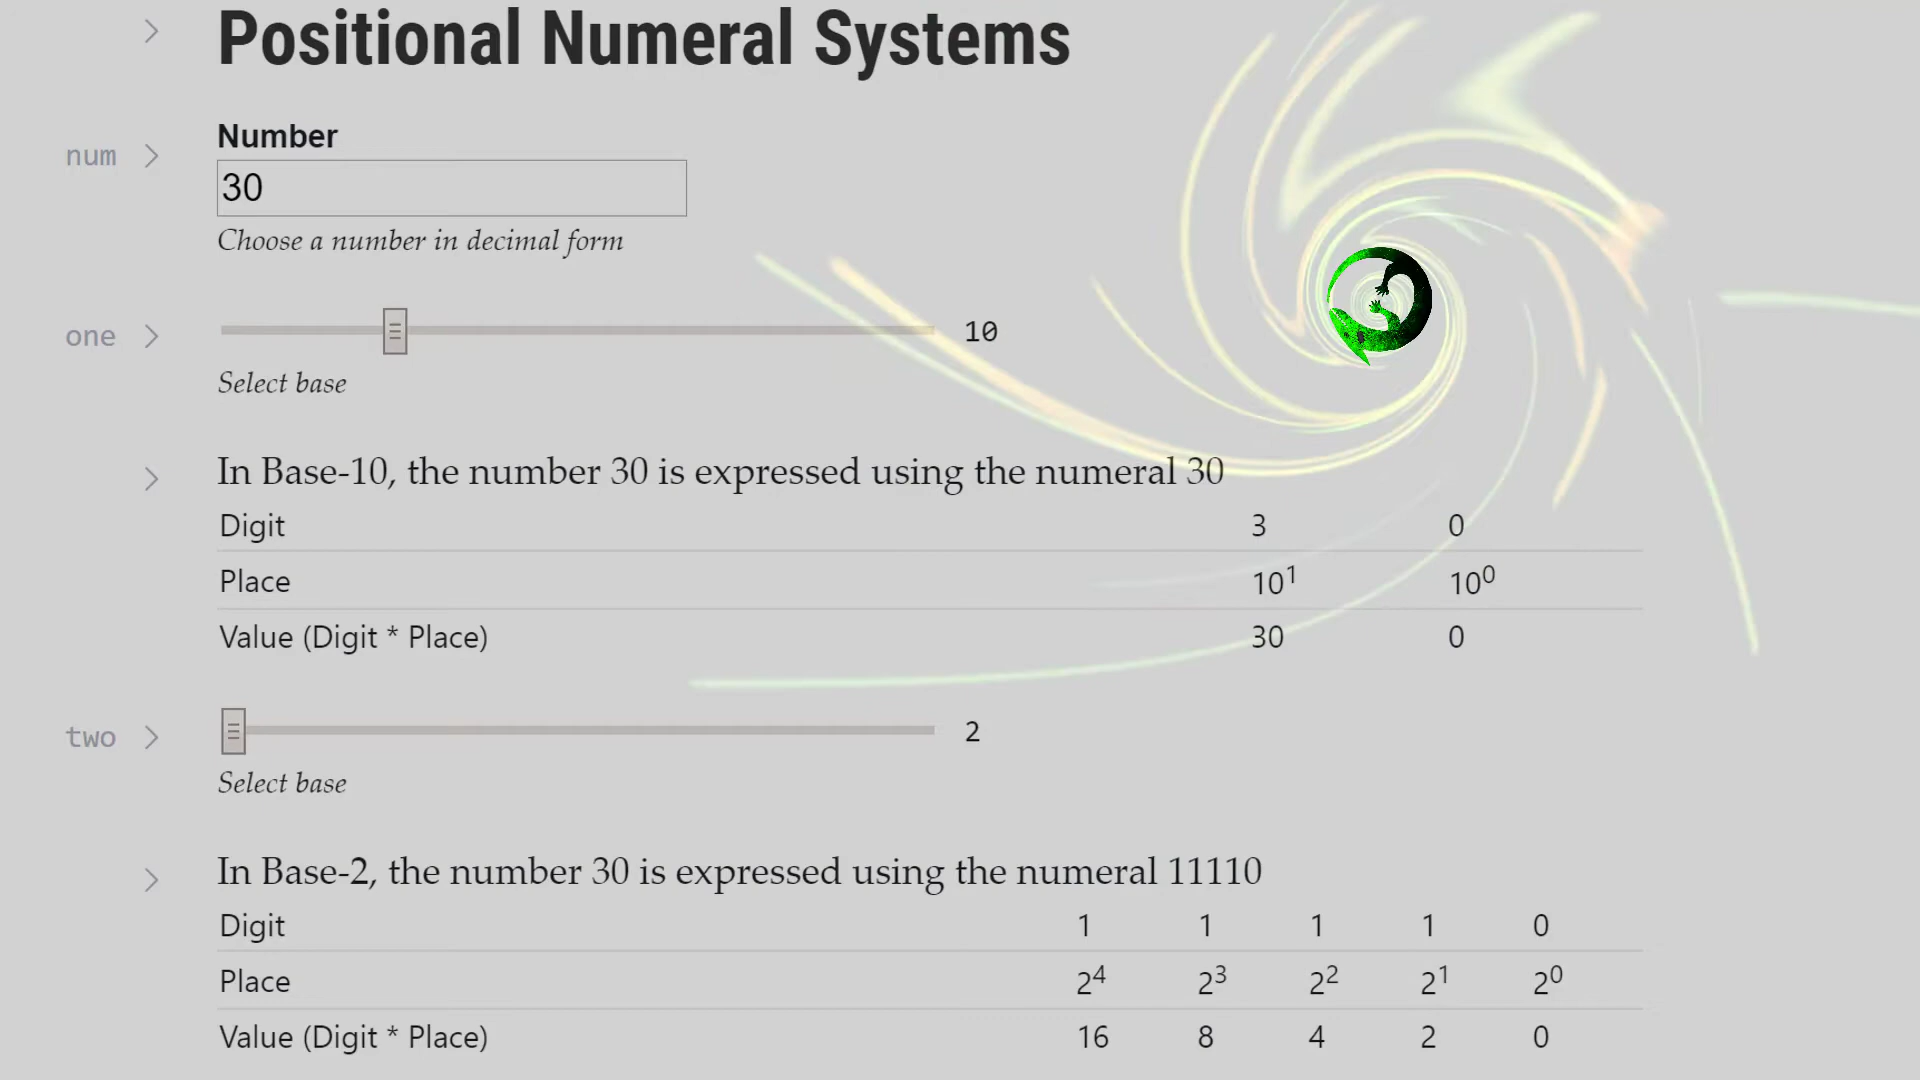 Positional Numeral Systems
num
Number
30
Choose a number in decimal form
one
10
Select base
In Base-10, the number 30 is expressed using the numeral 30
Digit 3 0
Place 10¹ 10⁰
Value (Digit * Place) 30 0
two
2
Select base
In Base-2, the number 30 is expressed using the numeral 11110
Digit 1 1 1 1 0
Place 2⁴ 2³ 2² 2¹ 2⁰
Value (Digit * Place) 16 8 4 2 0